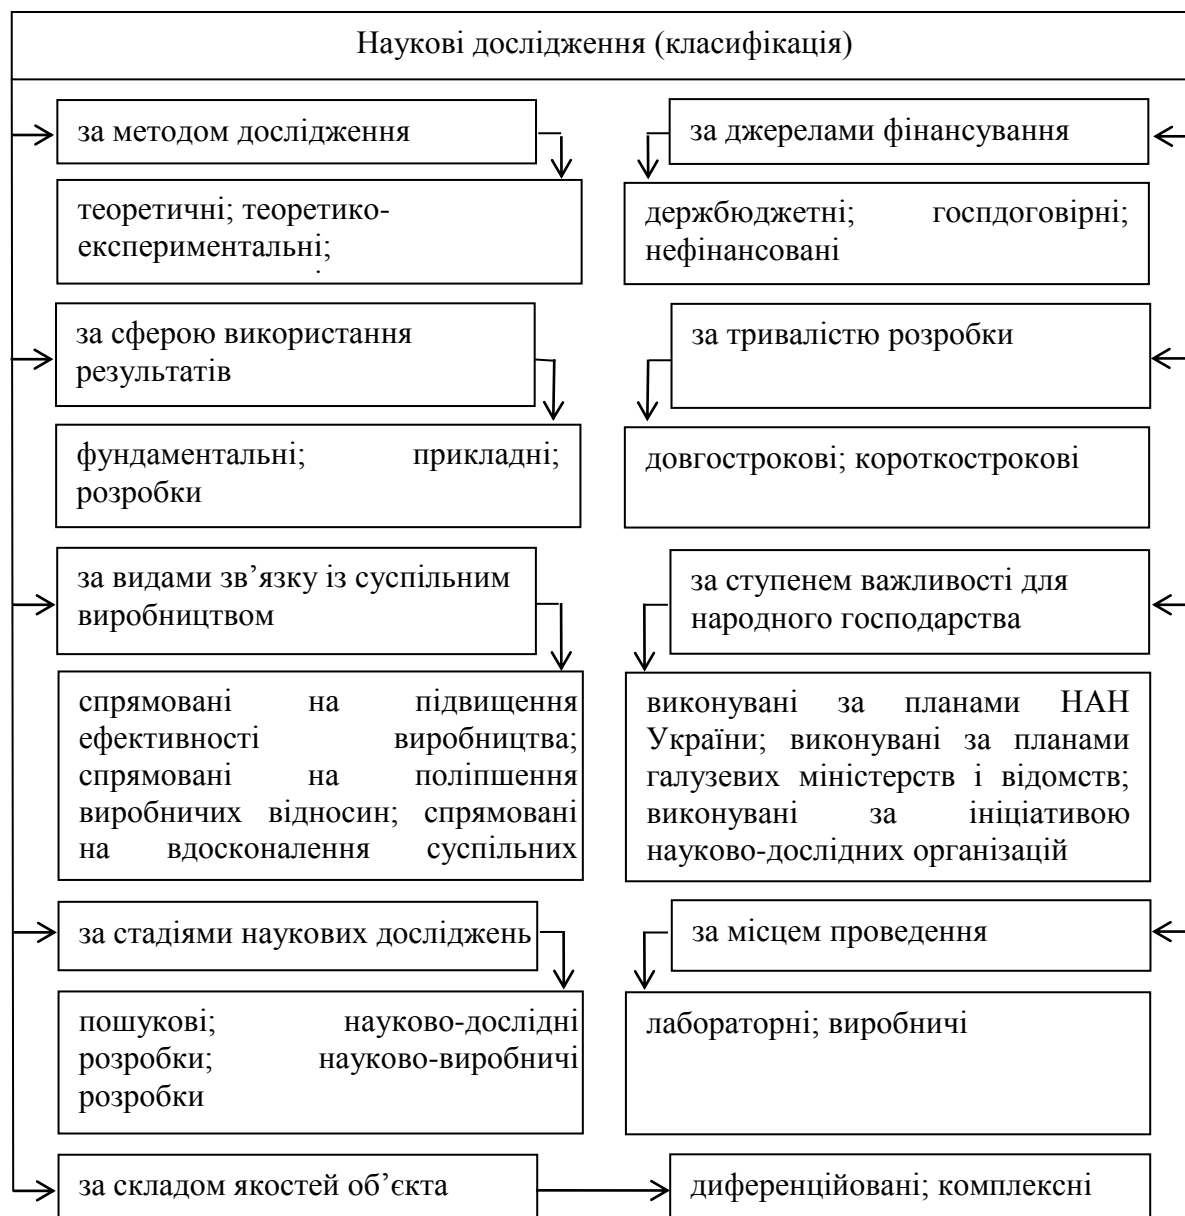 Наукові дослідження (класифікація)
за методом дослідження
теоретичні; теоретико-
експериментальні;
за джерелами фінансування
держбюджетні; госпдоговірні;
нефінансовані
за сферою використання
результатів
фундаментальні; прикладні;
розробки
за тривалістю розробки
довгострокові; короткострокові
за видами зв’язку із суспільним
виробництвом
спрямовані на підвищення
ефективності виробництва;
спрямовані на поліпшення
виробничих відносин; спрямовані
на вдосконалення суспільних
за ступенем важливості для
народного господарства
виконувані за планами НАН
України; виконувані за планами
галузевих міністерств і відомств;
виконувані за ініціативою
науково-дослідних організацій
за стадіями наукових досліджень
пошукові; науково-дослідні
розробки; науково-виробничі
розробки
за місцем проведення
лабораторні; виробничі
за складом якостей об’єкта
диференційовані; комплексні